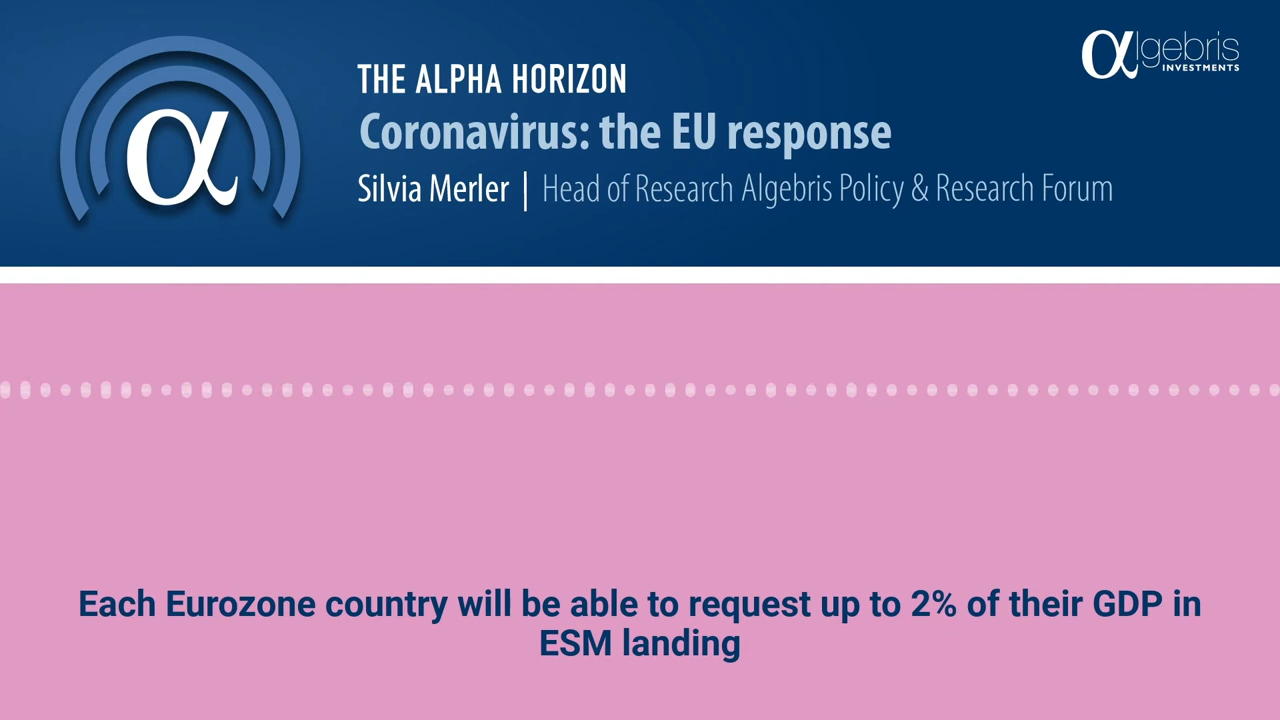 αlgebris
INVESTMENTS
α
THE ALPHA HORIZON
Coronavirus: the EU response
Silvia Merler | Head of Research Algebris Policy & Research Forum
Each Eurozone country will be able to request up to 2% of their GDP in
ESM landing